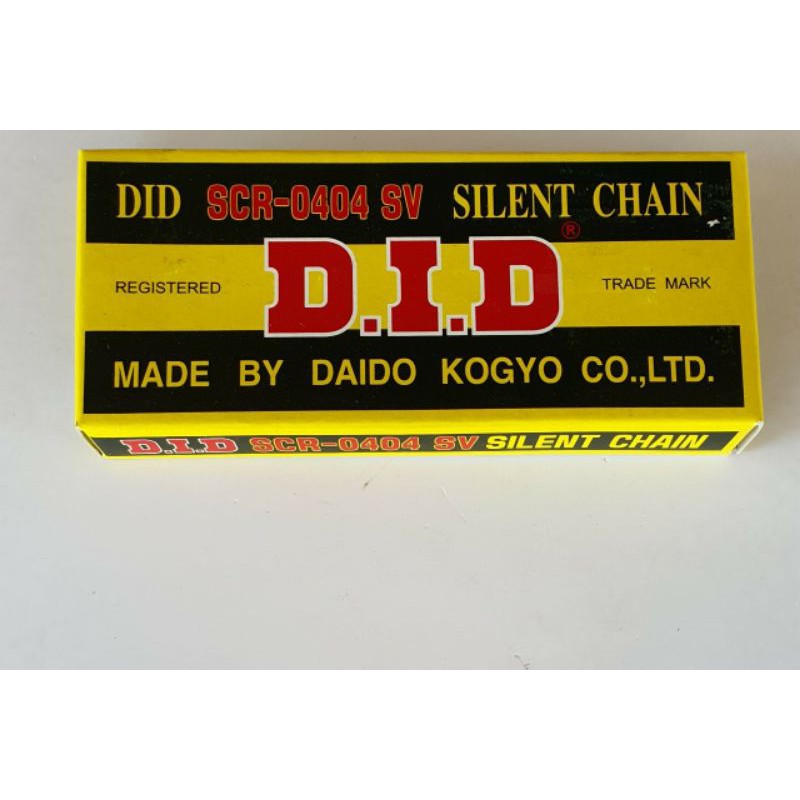 DID SCR-0404 SV SILENT CHAIN
®
REGISTERED D.I.D TRADE MARK
MADE BY DAIDO KOGYO CO.,LTD.
D.I.D SCR-0404 SV SILENT CHAIN